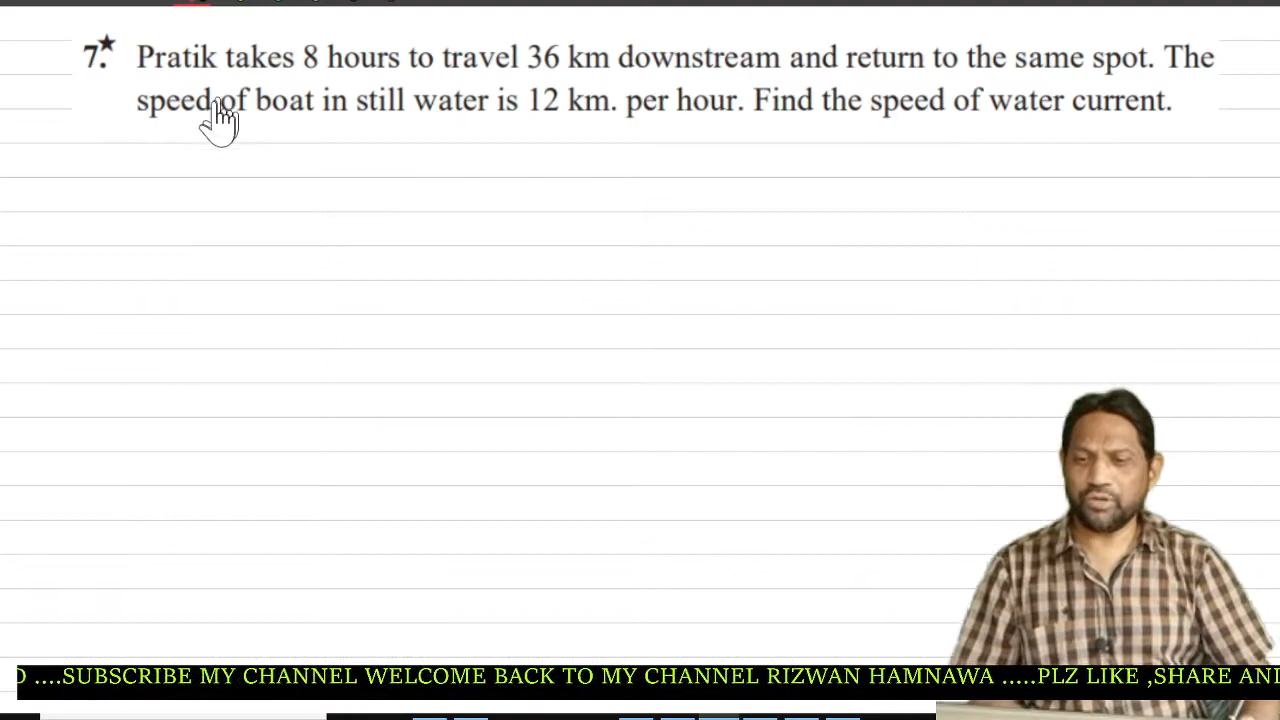 7.★ Pratik takes 8 hours to travel 36 km downstream and return to the same spot. The
speed of boat in still water is 12 km. per hour. Find the speed of water current.
....SUBSCRIBE MY CHANNEL WELCOME BACK TO MY CHANNEL RIZWAN HAMNAWA .....PLZ LIKE ,SHARE AND